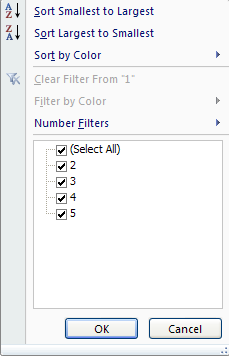 A
Z
Sort Smallest to Largest
Z
A
Sort Largest to Smallest
Sort by Color
Clear Filter From "1"
Filter by Color
Number Filters
(Select All)
2
3
4
5
OK
Cancel